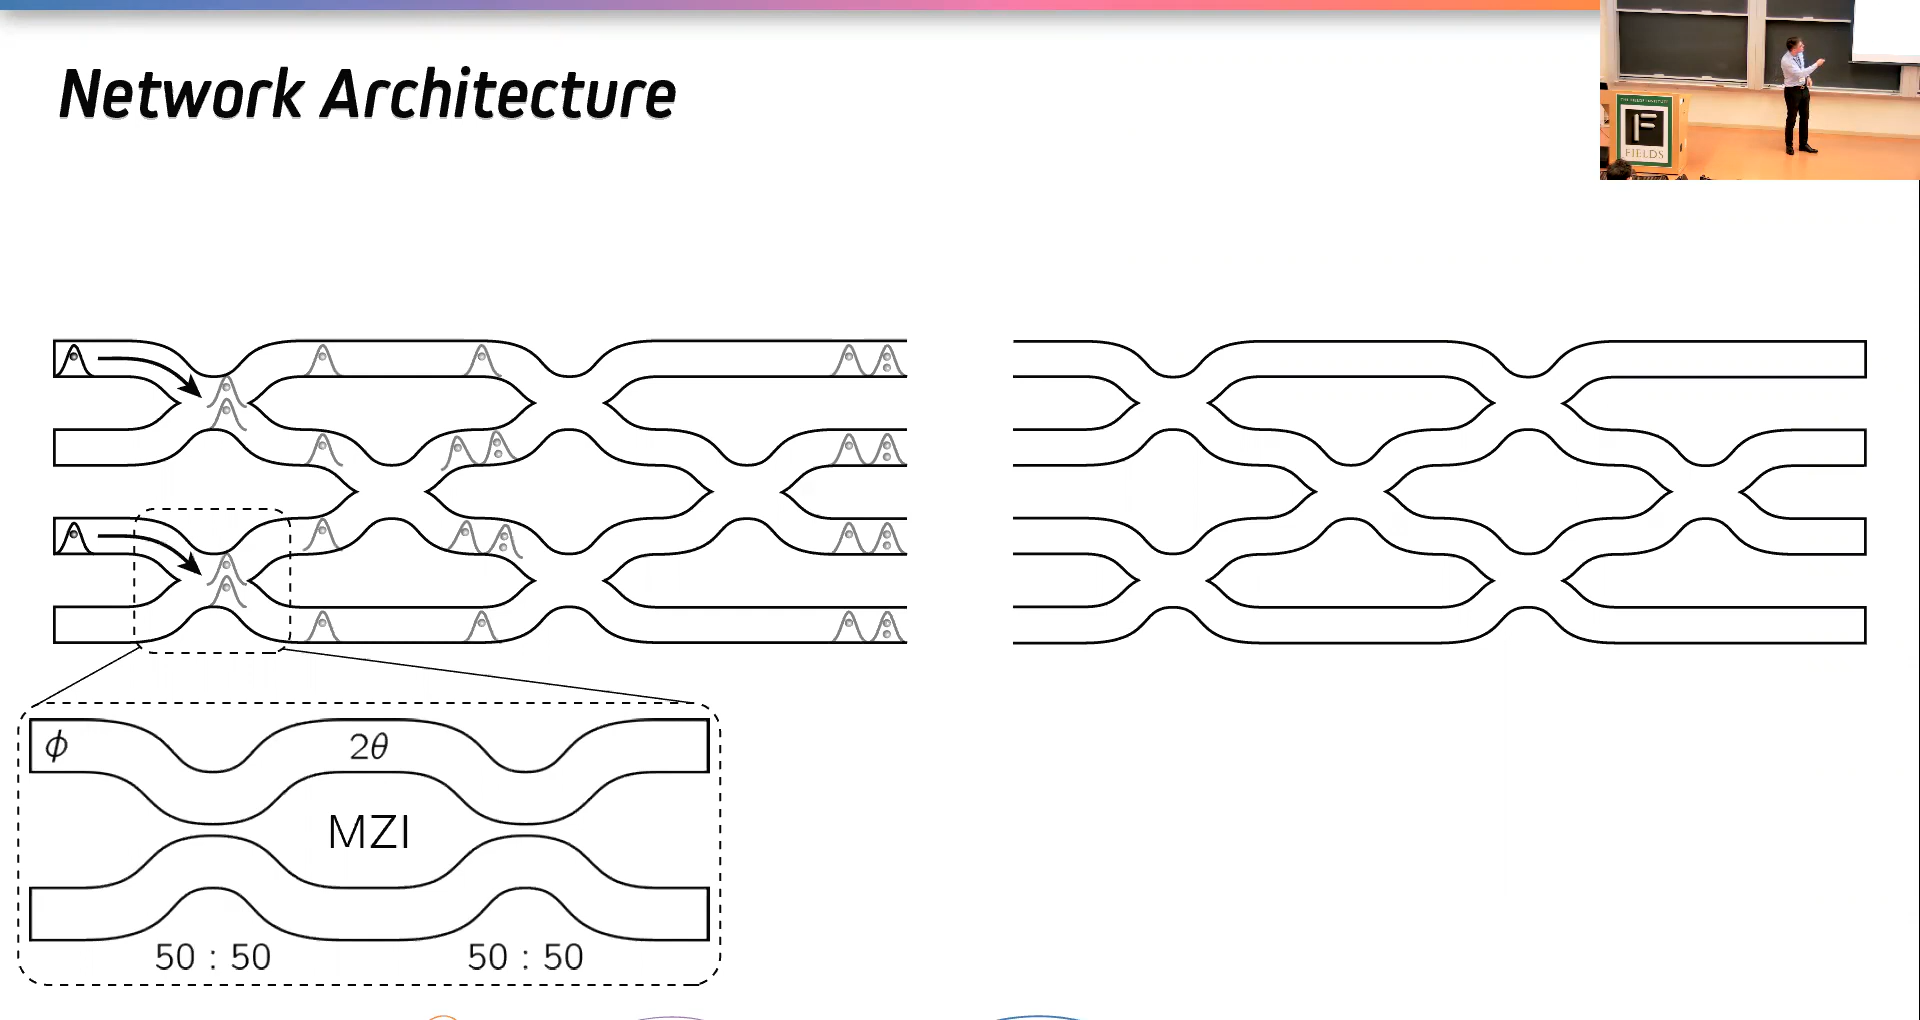 Network Architecture
ϕ
2θ
MZI
50 : 50
50 : 50
F
FIELDS